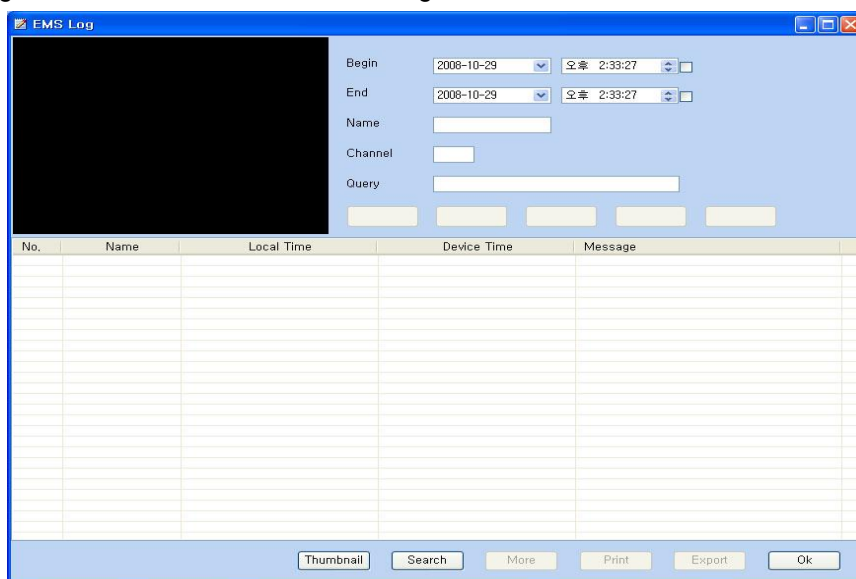 EMS Log
Begin 2008-10-29 오후 2:33:27
End 2008-10-29 오후 2:33:27
Name
Channel
Query
No. Name Local Time Device Time Message
Thumbnail Search More Print Export Ok